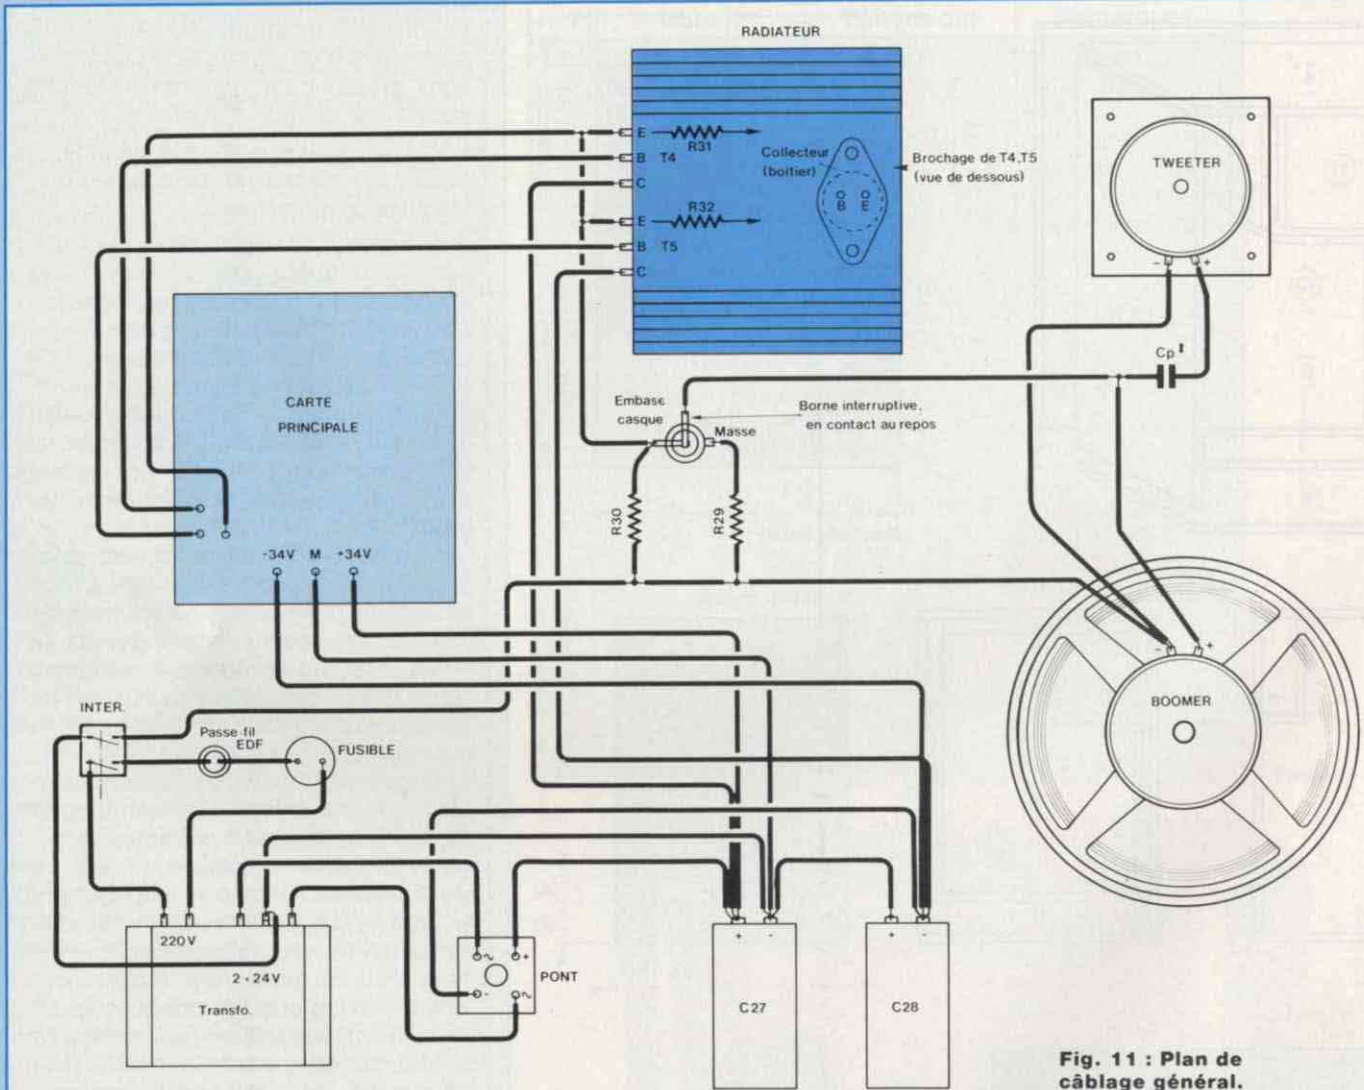 RADIATEUR
E
R31
B T4
C
E
R32
B T5
C
Collecteur
(boitier)
B E
Brochage de T4,T5
(vue de dessous)
TWEETER
- +
Cp
CARTE
PRINCIPALE
-34V M +34V
Embase
casque
Masse
Borne interruptive,
en contact au repos
R30
R29
- +
BOOMER
INTER.
Passe-fil
EDF
FUSIBLE
220V
2×24V
Transfo.
~ +
- ~
PONT
+ -
C27
+ -
C28
Fig. 11 : Plan de
câblage général.